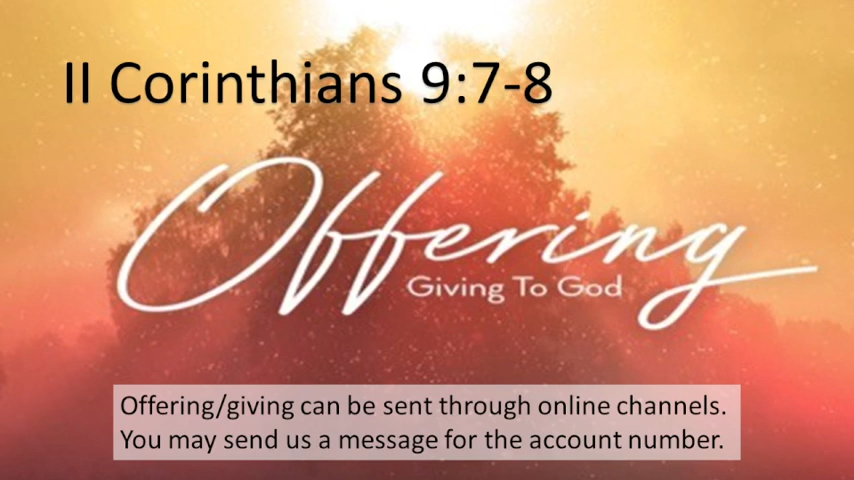 II Corinthians 9:7-8
Offering
Giving To God
Offering/giving can be sent through online channels.
You may send us a message for the account number.